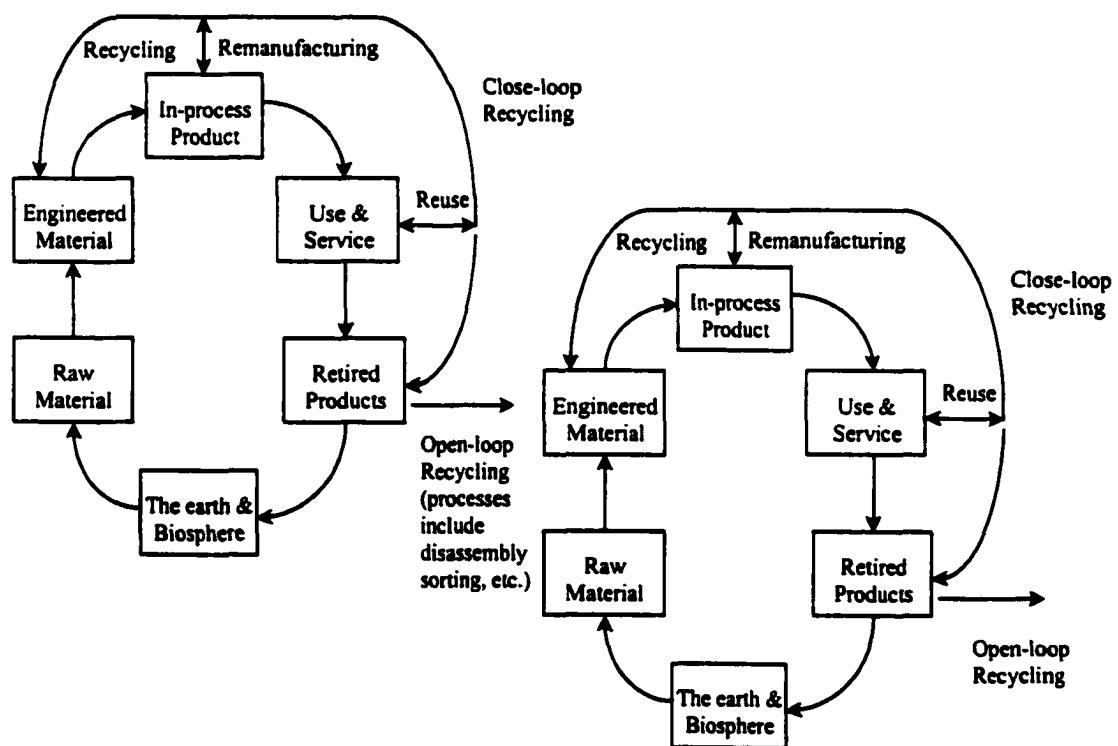 Recycling
Remanufacturing
In-process
Product
Close-loop
Recycling
Engineered
Material
Use &
Service
Reuse
Raw
Material
Retired
Products
The earth &
Biosphere
Open-loop
Recycling
(processes
include
disassembly
sorting, etc.)
Recycling
Remanufacturing
In-process
Product
Close-loop
Recycling
Engineered
Material
Use &
Service
Reuse
Raw
Material
Retired
Products
The earth &
Biosphere
Open-loop
Recycling